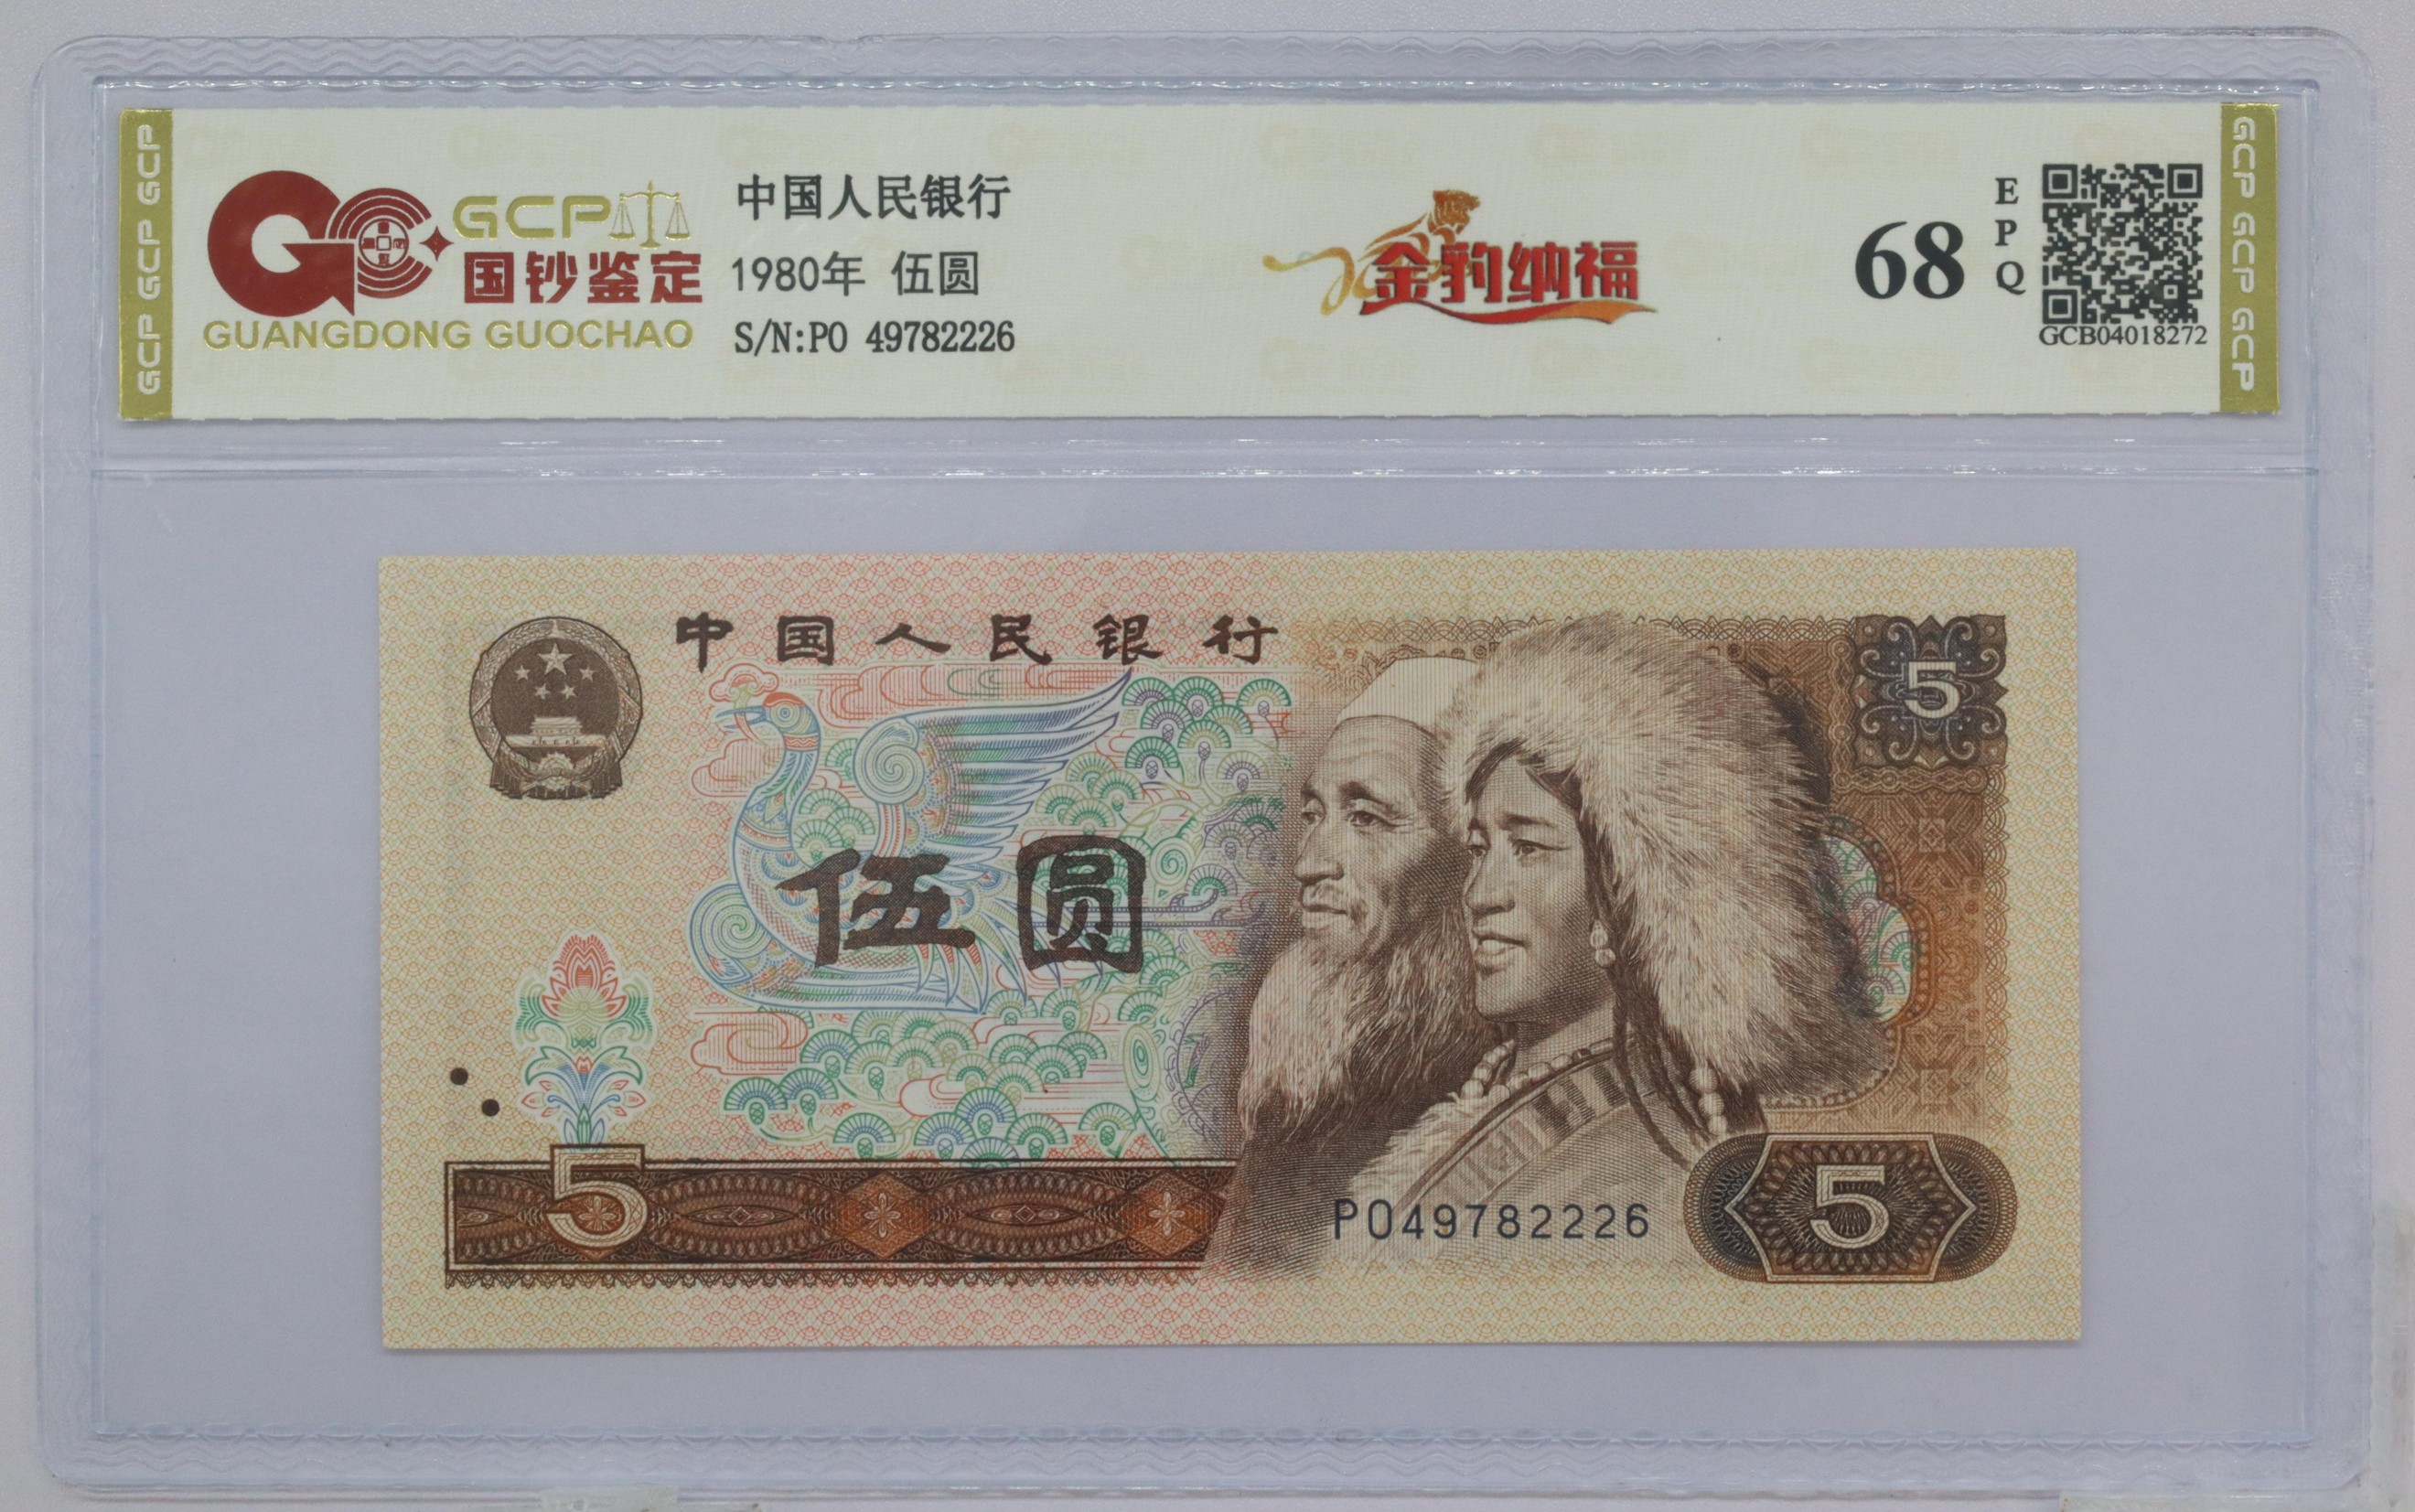 GCP GCP GCP
GCP
国钞鉴定
GUANGDONG GUOCHAO
中国人民银行
1980年 伍圆
S/N:PO 49782226
金豹纳福
68
EPQ
GCB04018272
GCP GCP GCP GCP
中国人民银行
5
伍圆
5
PO49782226
5